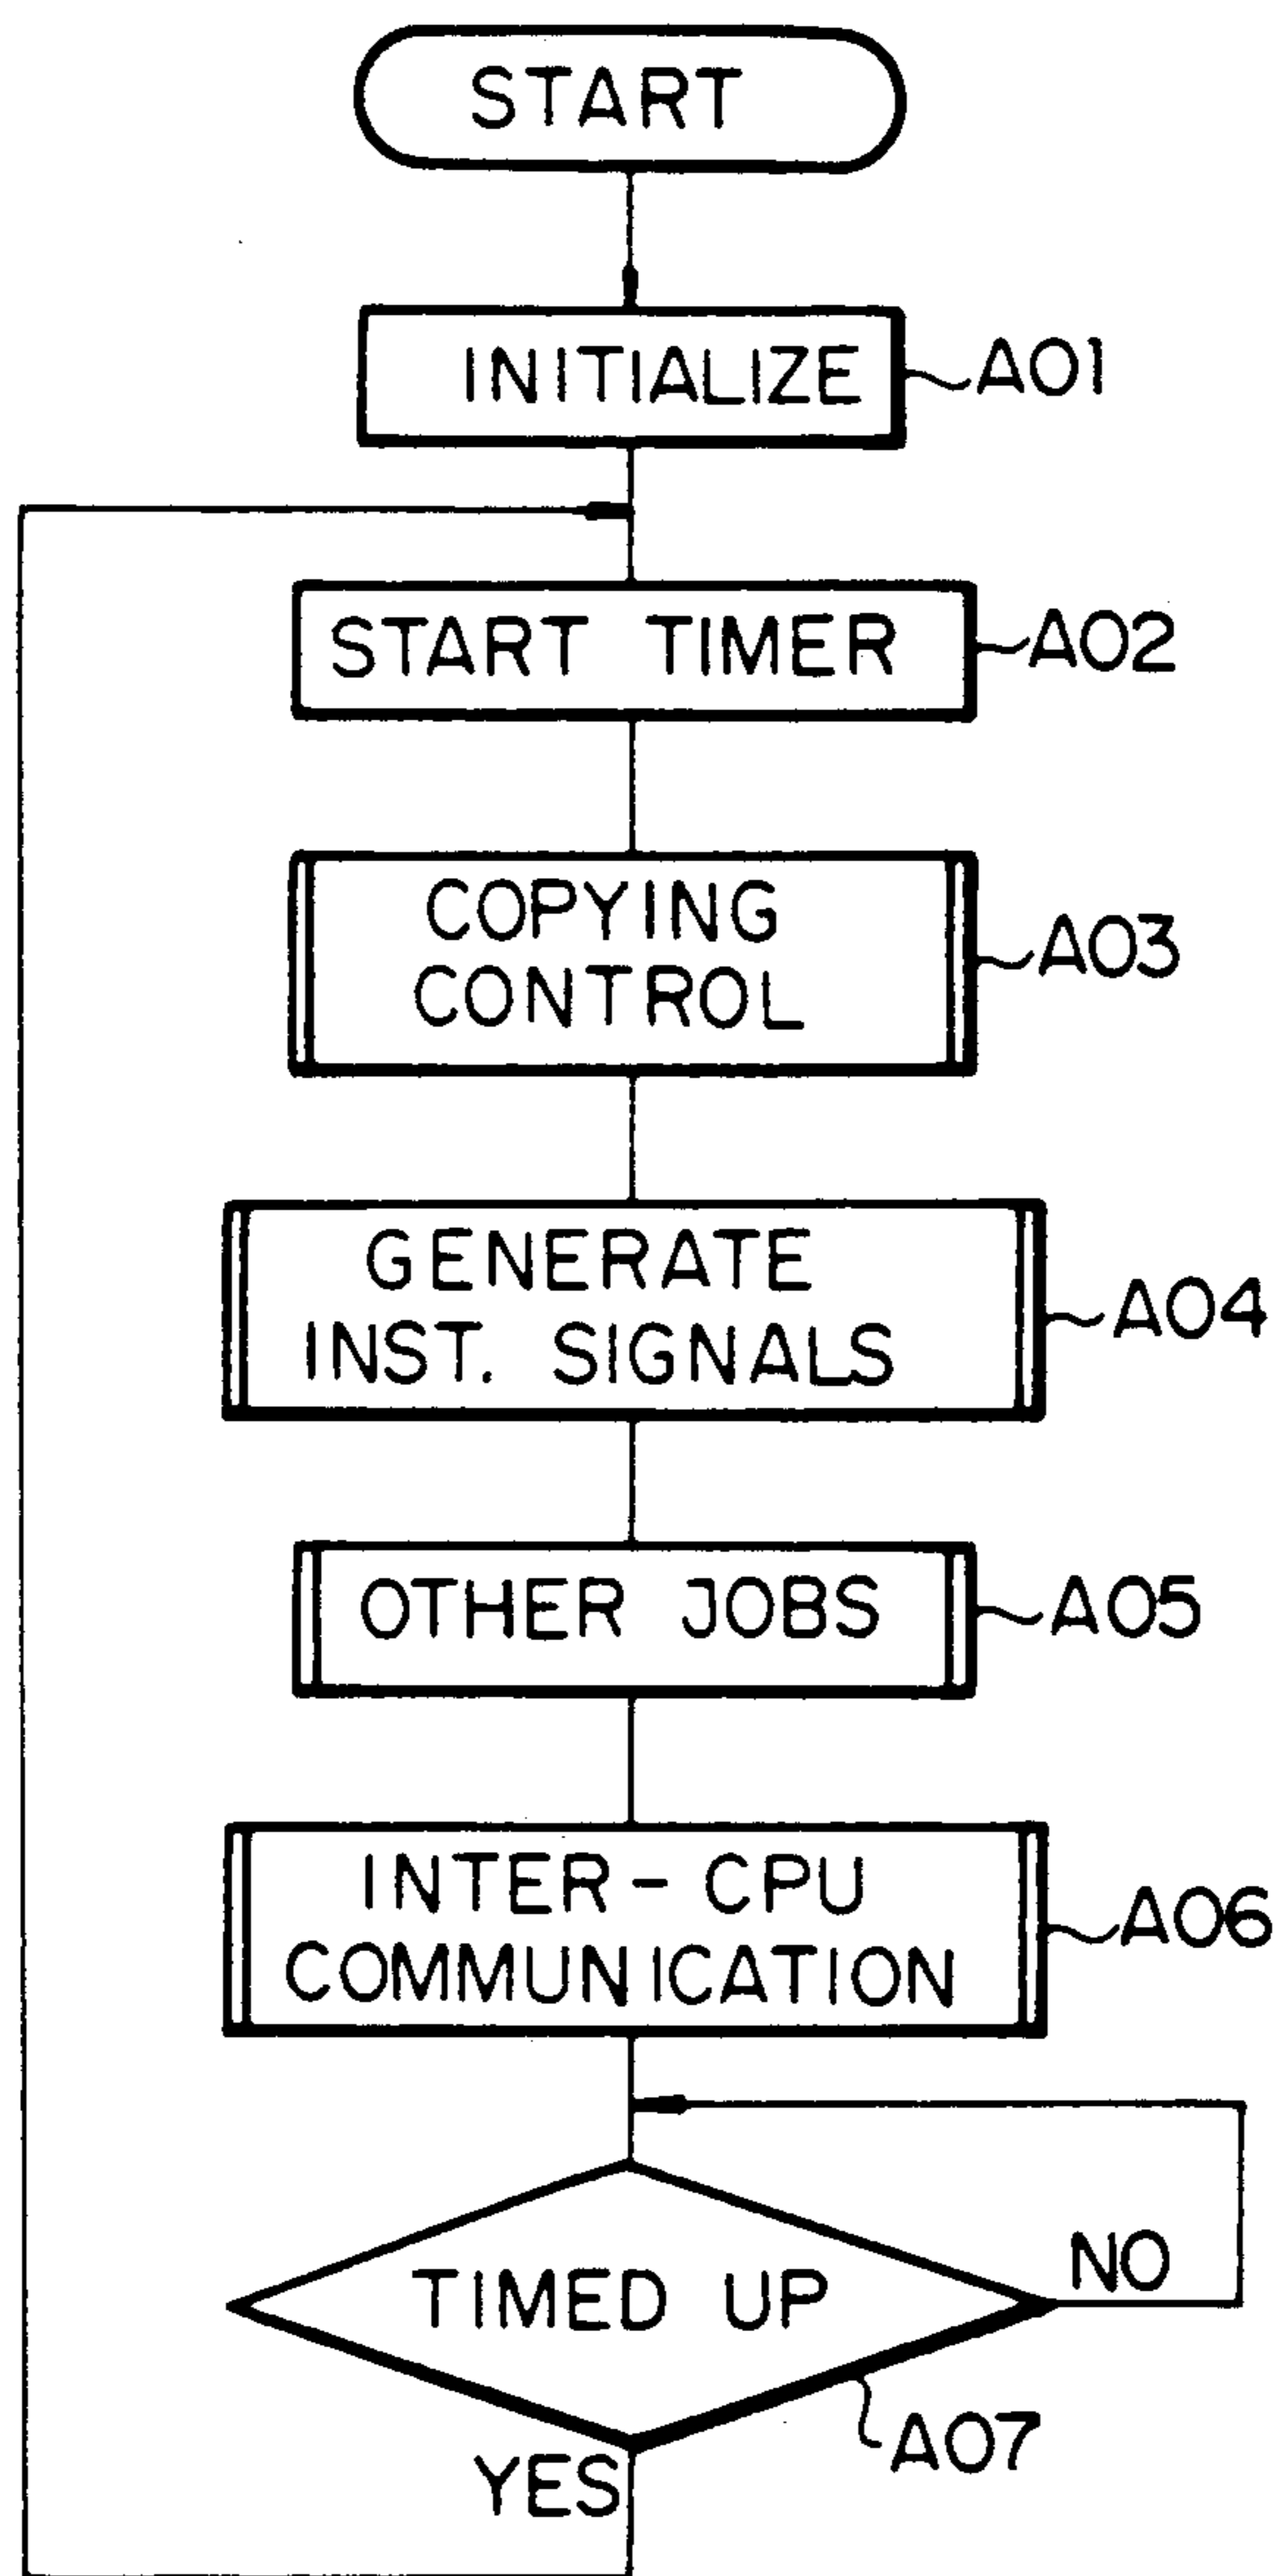 START
INITIALIZE
A01
START TIMER
A02
COPYING
CONTROL
A03
GENERATE
INST. SIGNALS
A04
OTHER JOBS
A05
INTER-CPU
COMMUNICATION
A06
TIMED UP
NO
A07
YES